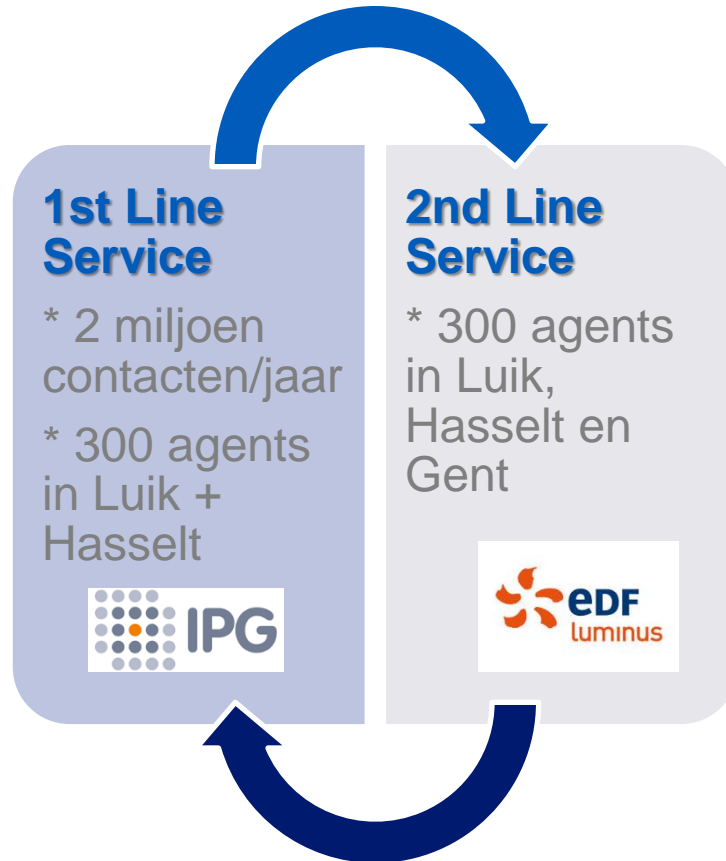 1st Line
Service
* 2 miljoen
contacten/jaar
* 300 agents
in Luik +
Hasselt
IPG
2nd Line
Service
* 300 agents
in Luik,
Hasselt en
Gent
eDF
luminus